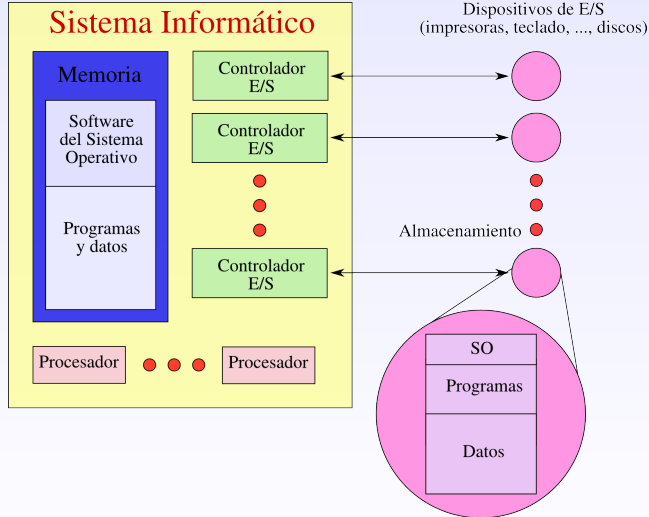 Sistema Informático
Dispositivos de E/S
(impresoras, teclado, ..., discos)
Memoria
Software
del Sistema
Operativo
Programas
y datos
Controlador
E/S
Controlador
E/S
Controlador
E/S
Almacenamiento
Procesador
Procesador
SO
Programas
Datos